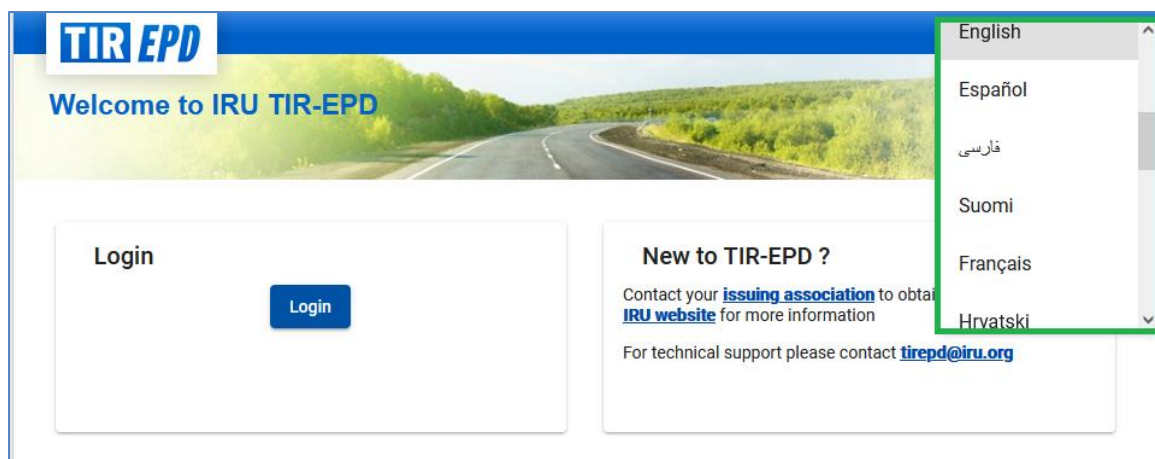 TIR EPD
Welcome to IRU TIR-EPD
English
Español
فارسی
Suomi
Français
Hrvatski
Login
Login
New to TIR-EPD ?
Contact your issuing association to obtai
IRU website for more information
For technical support please contact tirepd@iru.org